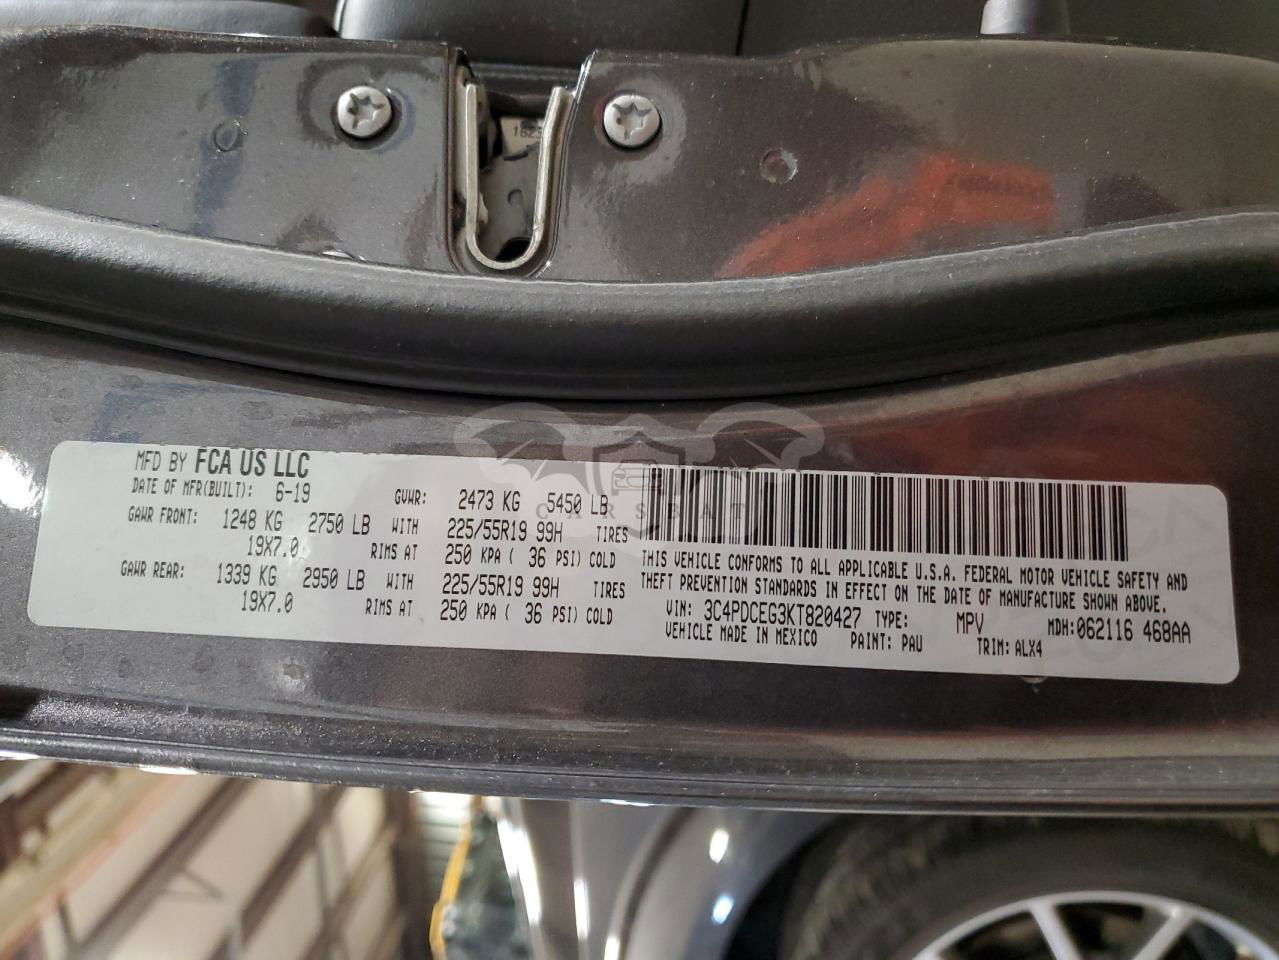 1623
MFD BY FCA US LLC
DATE OF MFR(BUILT): 6-19 GVWR: 2473 KG 5450 LB
GAWR FRONT: 1248 KG 2750 LB WITH 225/55R19 99H TIRES
19X7.0 RIMS AT 250 KPA ( 36 PSI) COLD
GAWR REAR: 1339 KG 2950 LB WITH 225/55R19 99H TIRES
19X7.0 RIMS AT 250 KPA ( 36 PSI) COLD
CARSBAT
THIS VEHICLE CONFORMS TO ALL APPLICABLE U.S.A. FEDERAL MOTOR VEHICLE SAFETY AND
THEFT PREVENTION STANDARDS IN EFFECT ON THE DATE OF MANUFACTURE SHOWN ABOVE.
VIN: 3C4PDCEG3KT820427 TYPE: MPV MDH:062116 468AA
VEHICLE MADE IN MEXICO PAINT: PAU TRIM: ALX4